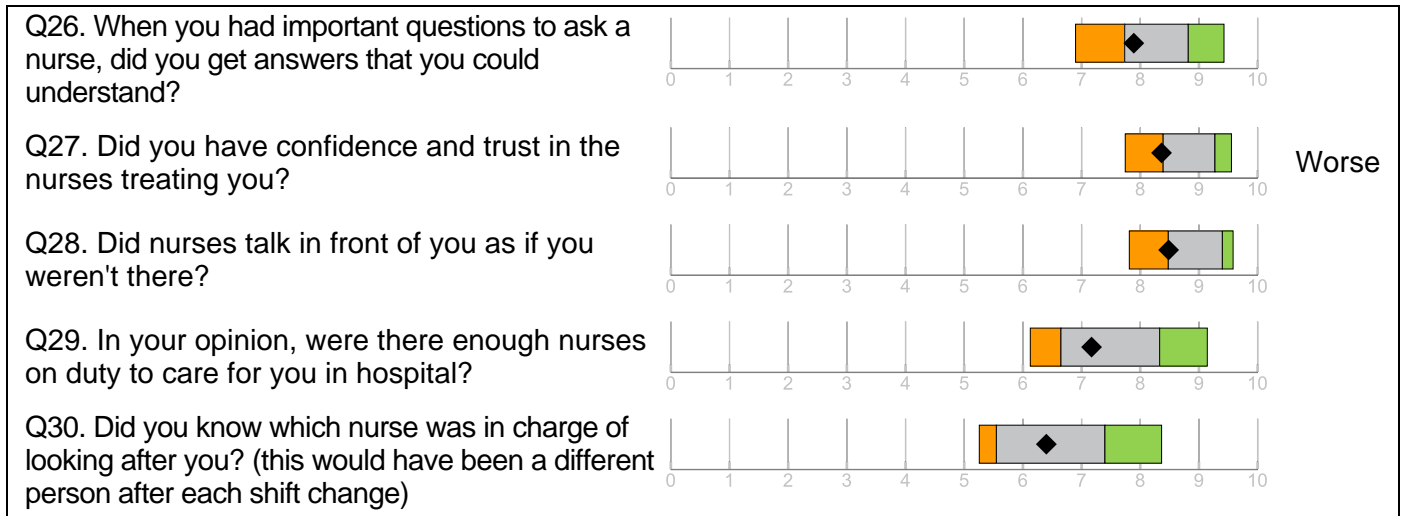 Q26. When you had important questions to ask a
nurse, did you get answers that you could
understand?
0 1 2 3 4 5 6 7 8 9 10
Q27. Did you have confidence and trust in the
nurses treating you?
Worse
0 1 2 3 4 5 6 7 8 9 10
Q28. Did nurses talk in front of you as if you
weren't there?
0 1 2 3 4 5 6 7 8 9 10
Q29. In your opinion, were there enough nurses
on duty to care for you in hospital?
0 1 2 3 4 5 6 7 8 9 10
Q30. Did you know which nurse was in charge of
looking after you? (this would have been a different
person after each shift change)
0 1 2 3 4 5 6 7 8 9 10